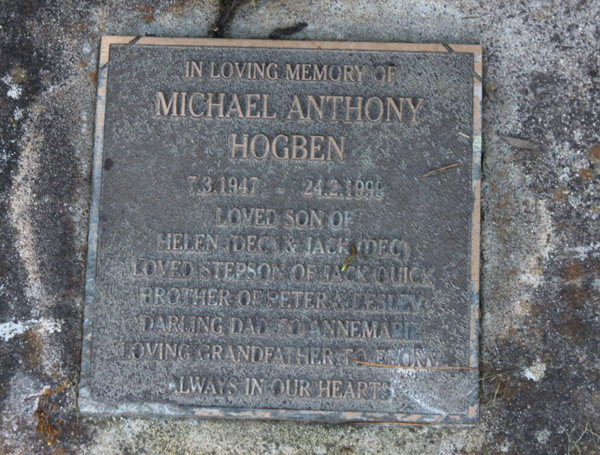 IN LOVING MEMORY OF
MICHAEL ANTHONY
HOGBEN
7.3.1947 - 24.2.1999
LOVED SON OF
HELEN (DEC) & JACK (DEC)
LOVED STEPSON OF JACK QUICK
BROTHER OF PETER & LESLEY
DARLING DAD TO ANNEMARIE
LOVING GRANDFATHER TO EBONY
ALWAYS IN OUR HEARTS